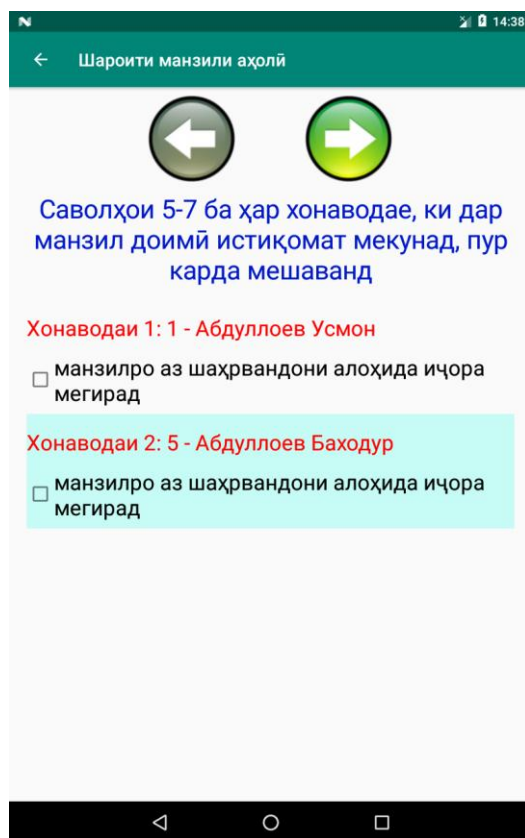 14:38
Шароити манзили аҳолӣ
Саволҳои 5-7 ба ҳар хонаводае, ки дар
манзил доимӣ истиқомат мекунад, пур
карда мешаванд
Хонаводаи 1: 1 - Абдуллоев Усмон
манзилро аз шаҳрвандони алоҳида иҷора
мегирад
Хонаводаи 2: 5 - Абдуллоев Баходур
манзилро аз шаҳрвандони алоҳида иҷора
мегирад